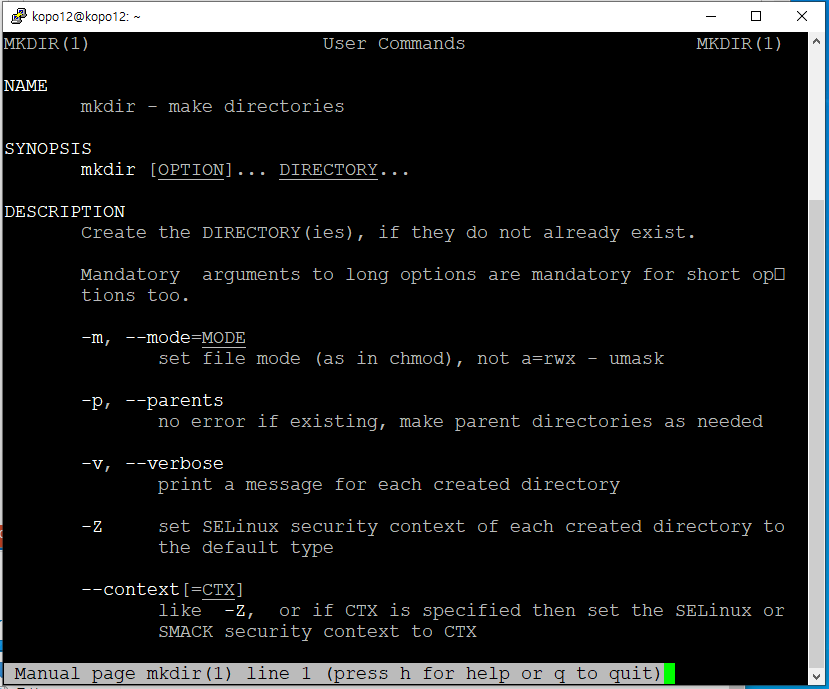 kopo12@kopo12: ~
MKDIR(1) User Commands MKDIR(1)
NAME
mkdir - make directories
SYNOPSIS
mkdir [OPTION]... DIRECTORY...
DESCRIPTION
Create the DIRECTORY(ies), if they do not already exist.
Mandatory  arguments to long options are mandatory for short op□
tions too.
-m, --mode=MODE
set file mode (as in chmod), not a=rwx - umask
-p, --parents
no error if existing, make parent directories as needed
-v, --verbose
print a message for each created directory
-Z set SELinux security context of each created directory to
the default type
--context[=CTX]
like  -Z,  or if CTX is specified then set the SELinux or
SMACK security context to CTX
Manual page mkdir(1) line 1 (press h for help or q to quit)